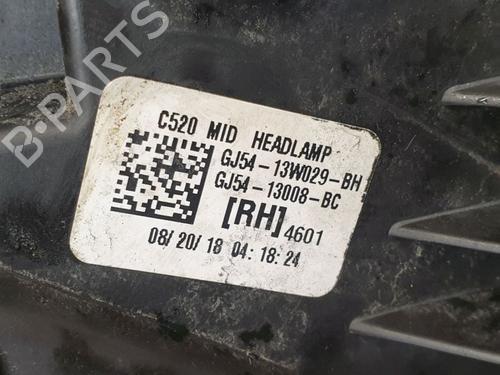 B-PARTS
C520 MID HEADLAMP
GJ54-13W029-BH
GJ54-13008-BC
[RH] 4601
08/20/18 04:18:24